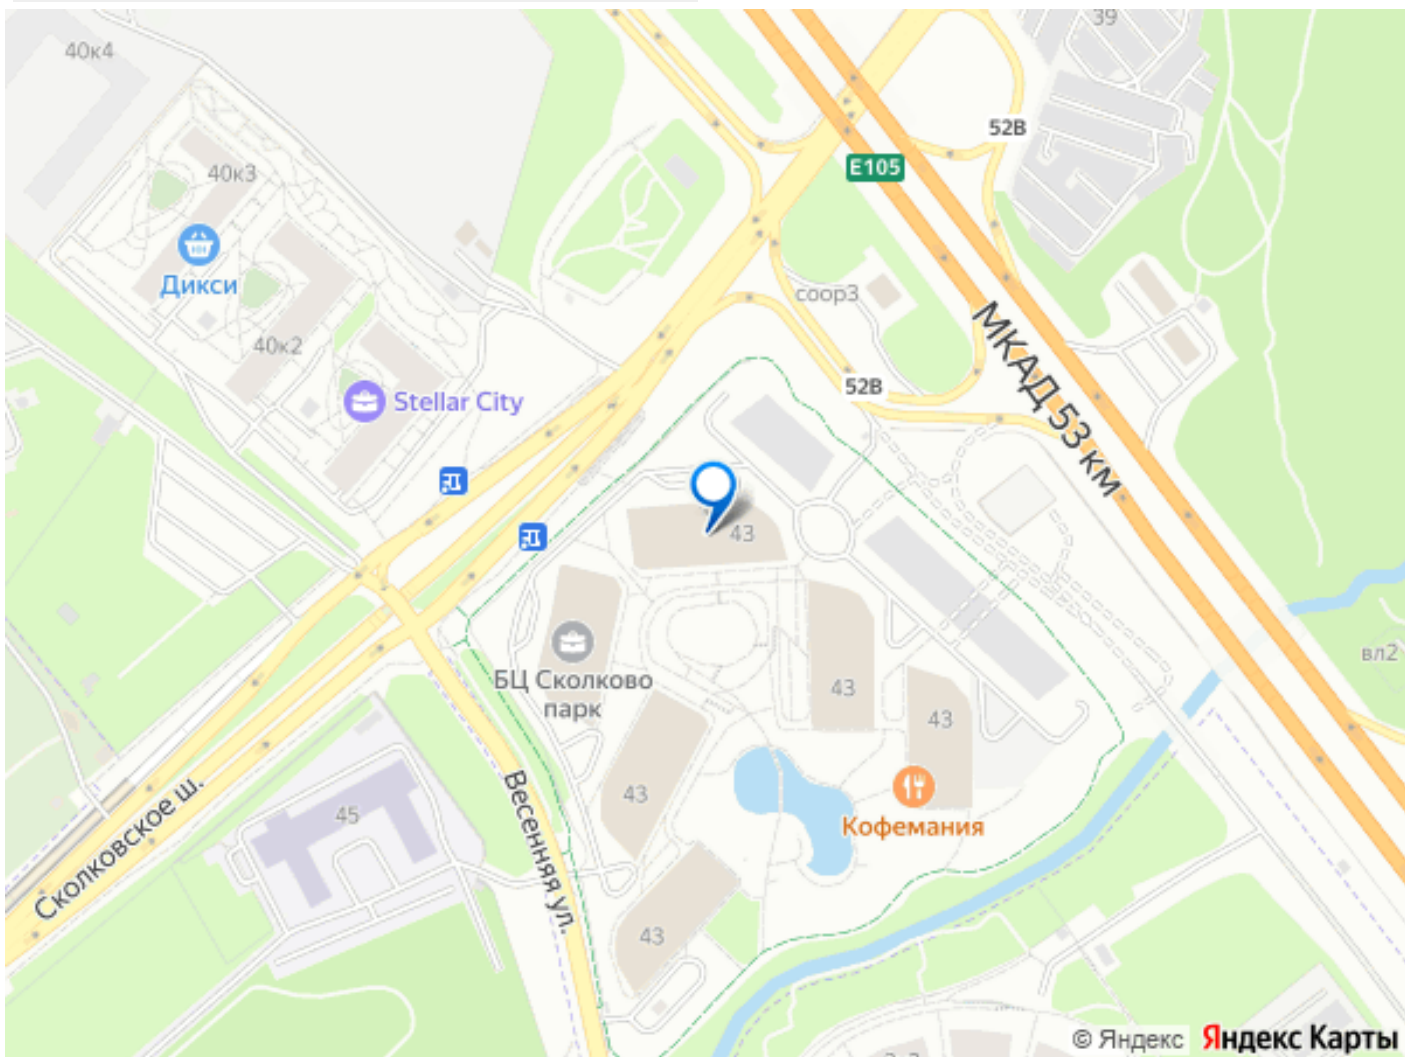 39
40к4
52В
E105
40к3
Дикси
соор3
МКАД 53 км
40к2
52В
Stellar City
43
вл2
БЦ Сколково
парк
43
43
Сколковское ш.
Весенняя ул.
43
45
Кофемания
43
© Яндекс
Яндекс Карты